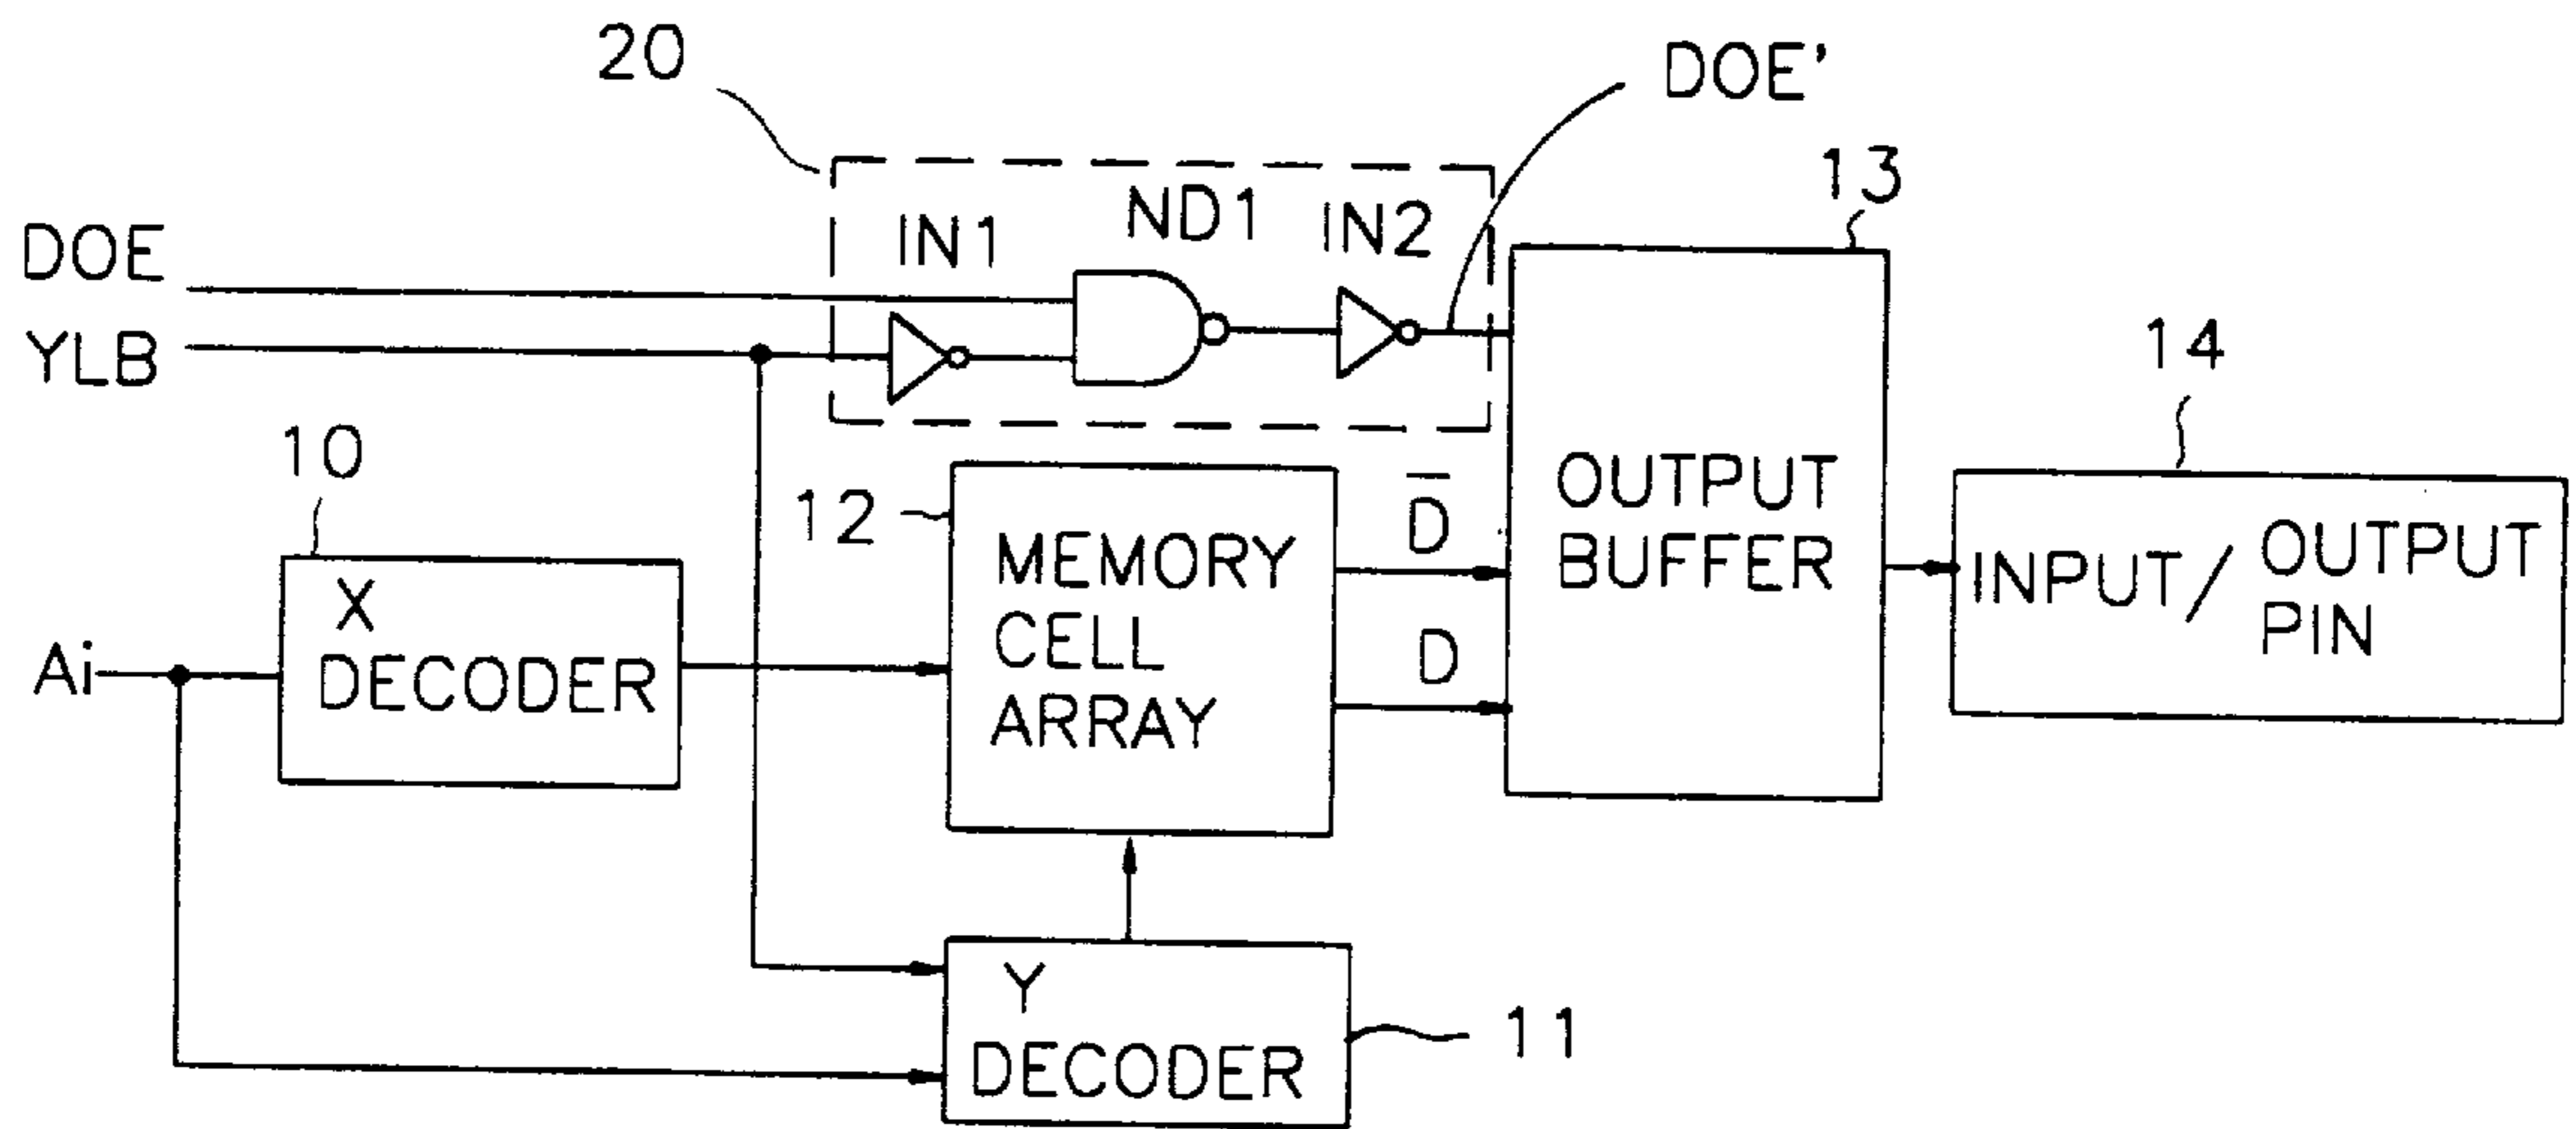 20
DOE'
13
IN1 ND1 IN2
DOE
YLB
14
10
12
X
DECODER
MEMORY
CELL
ARRAY
D̅
D
OUTPUT
BUFFER
INPUT/ OUTPUT
PIN
Ai
Y
DECODER
11